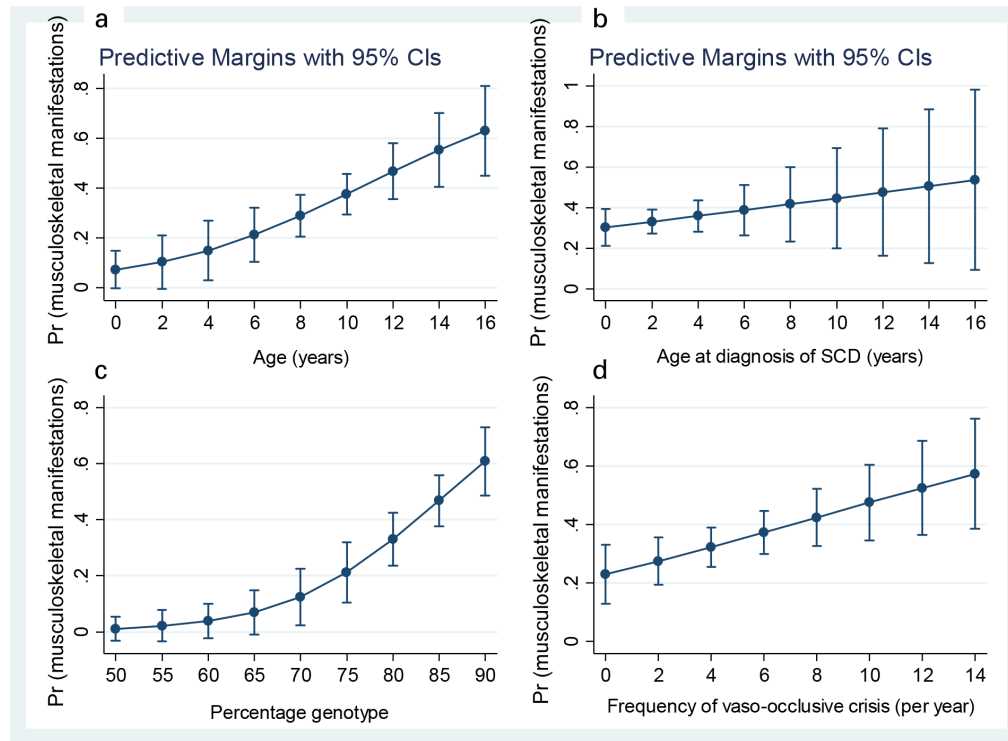 a
Predictive Margins with 95% CIs
Pr (musculoskeletal manifestations)
.8
.6
.4
.2
0
0 2 4 6 8 10 12 14 16
Age (years)
b
Predictive Margins with 95% CIs
Pr (musculoskeletal manifestations)
1
.8
.6
.4
.2
0
0 2 4 6 8 10 12 14 16
Age at diagnosis of SCD (years)
c
Pr (musculoskeletal manifestations)
.8
.6
.4
.2
0
50 55 60 65 70 75 80 85 90
Percentage genotype
d
Pr (musculoskeletal manifestations)
.8
.6
.4
.2
0
0 2 4 6 8 10 12 14
Frequency of vaso-occlusive crisis (per year)